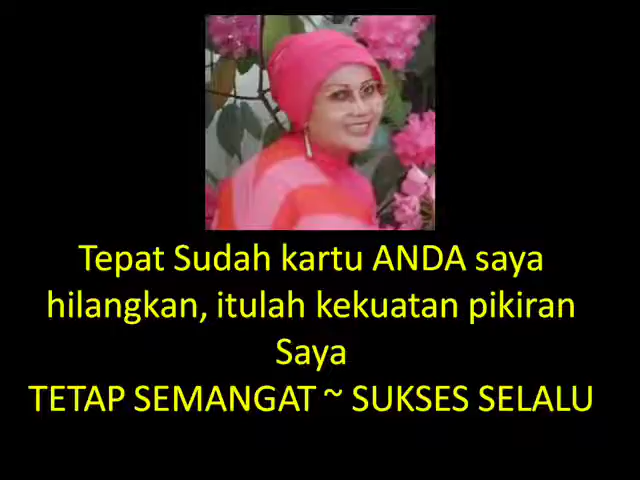 Tepat Sudah kartu ANDA saya
hilangkan, itulah kekuatan pikiran
Saya
TETAP SEMANGAT ~ SUKSES SELALU